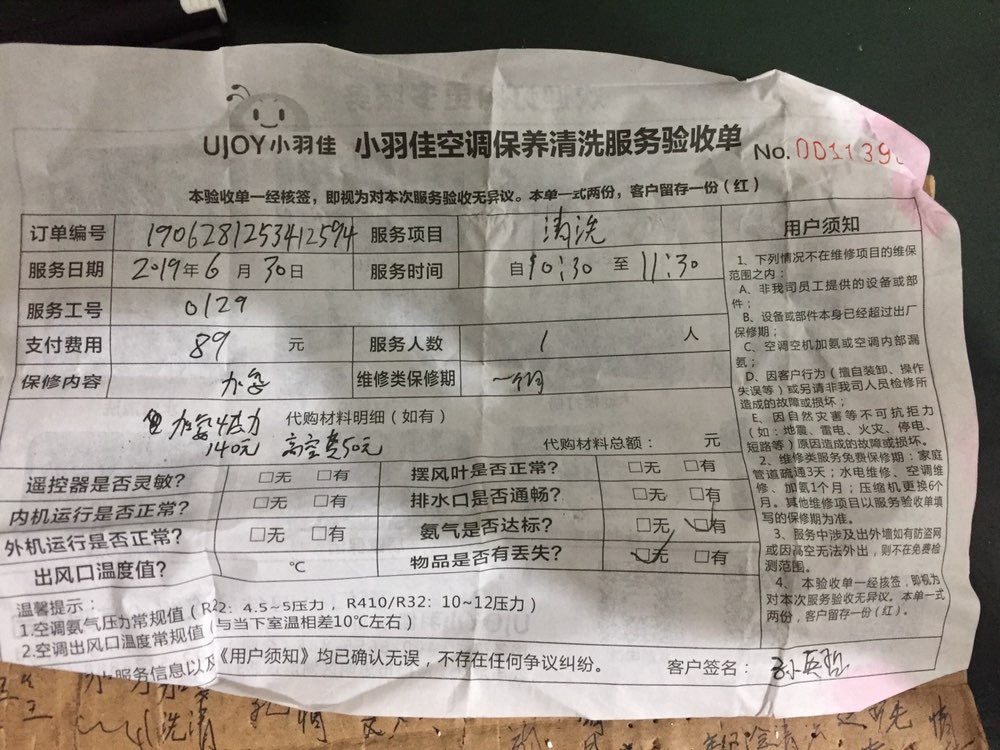 UJOY小羽佳 小羽佳空调保养清洗服务验收单 No.001139
本验收单一经核签，即视为对本次服务验收无异议。本单一式两份，客户留存一份（红）
订单编号 1906281253412594 服务项目 清洗
服务日期 2019年6月30日 服务时间 自10:30至11:30
服务工号 0129
支付费用 89元 服务人数 1人
保修内容 加氨 维修类保修期 一个月
加氨4压力 代购材料明细（如有）
140元 高空费50元 代购材料总额： 元
遥控器是否灵敏？ □无 □有 摆风叶是否正常？ □无 □有
内机运行是否正常？ □无 □有 排水口是否通畅？ □无 □有
外机运行是否正常？ □无 □有 氨气是否达标？ □无 □有
出风口温度值？ ℃ 物品是否有丢失？ □无 □有
温馨提示：
1.空调氨气压力常规值（R22：4.5~5压力，R410/R32：10~12压力）
2.空调出风口温度常规值（与当下室温相差10℃左右）
上服务信息以及《用户须知》均已确认无误，不存在任何争议纠纷。 客户签名：
用户须知
1、下列情况不在维修项目的维保
范围之内：
A、非我司员工提供的设备或部
件；
B、设备或部件本身已经超过出厂
保修期；
C、空调空机加氨或空调内部漏
氨；
D、因客户行为（擅自装卸、操作
失误等）或另请非我司人员检修所
造成的故障或损坏；
E、因自然灾害等不可抗拒力
（如：地震、雷电、火灾、停电、
短路等）原因造成的故障或损坏。
2、维修类服务免费保修期：家庭
管道疏通3天；水电维修、空调维
修、加氨1个月；压缩机更换6个
月。其他维修项目以服务验收单填
写的保修期为准。
3、服务中涉及出外墙如有防盗网
或因高空无法外出，则不在免费检
测范围。
4、本验收单一经核签，即视为
对本次服务验收无异议。本单一式
两份，客户留存一份（红）。